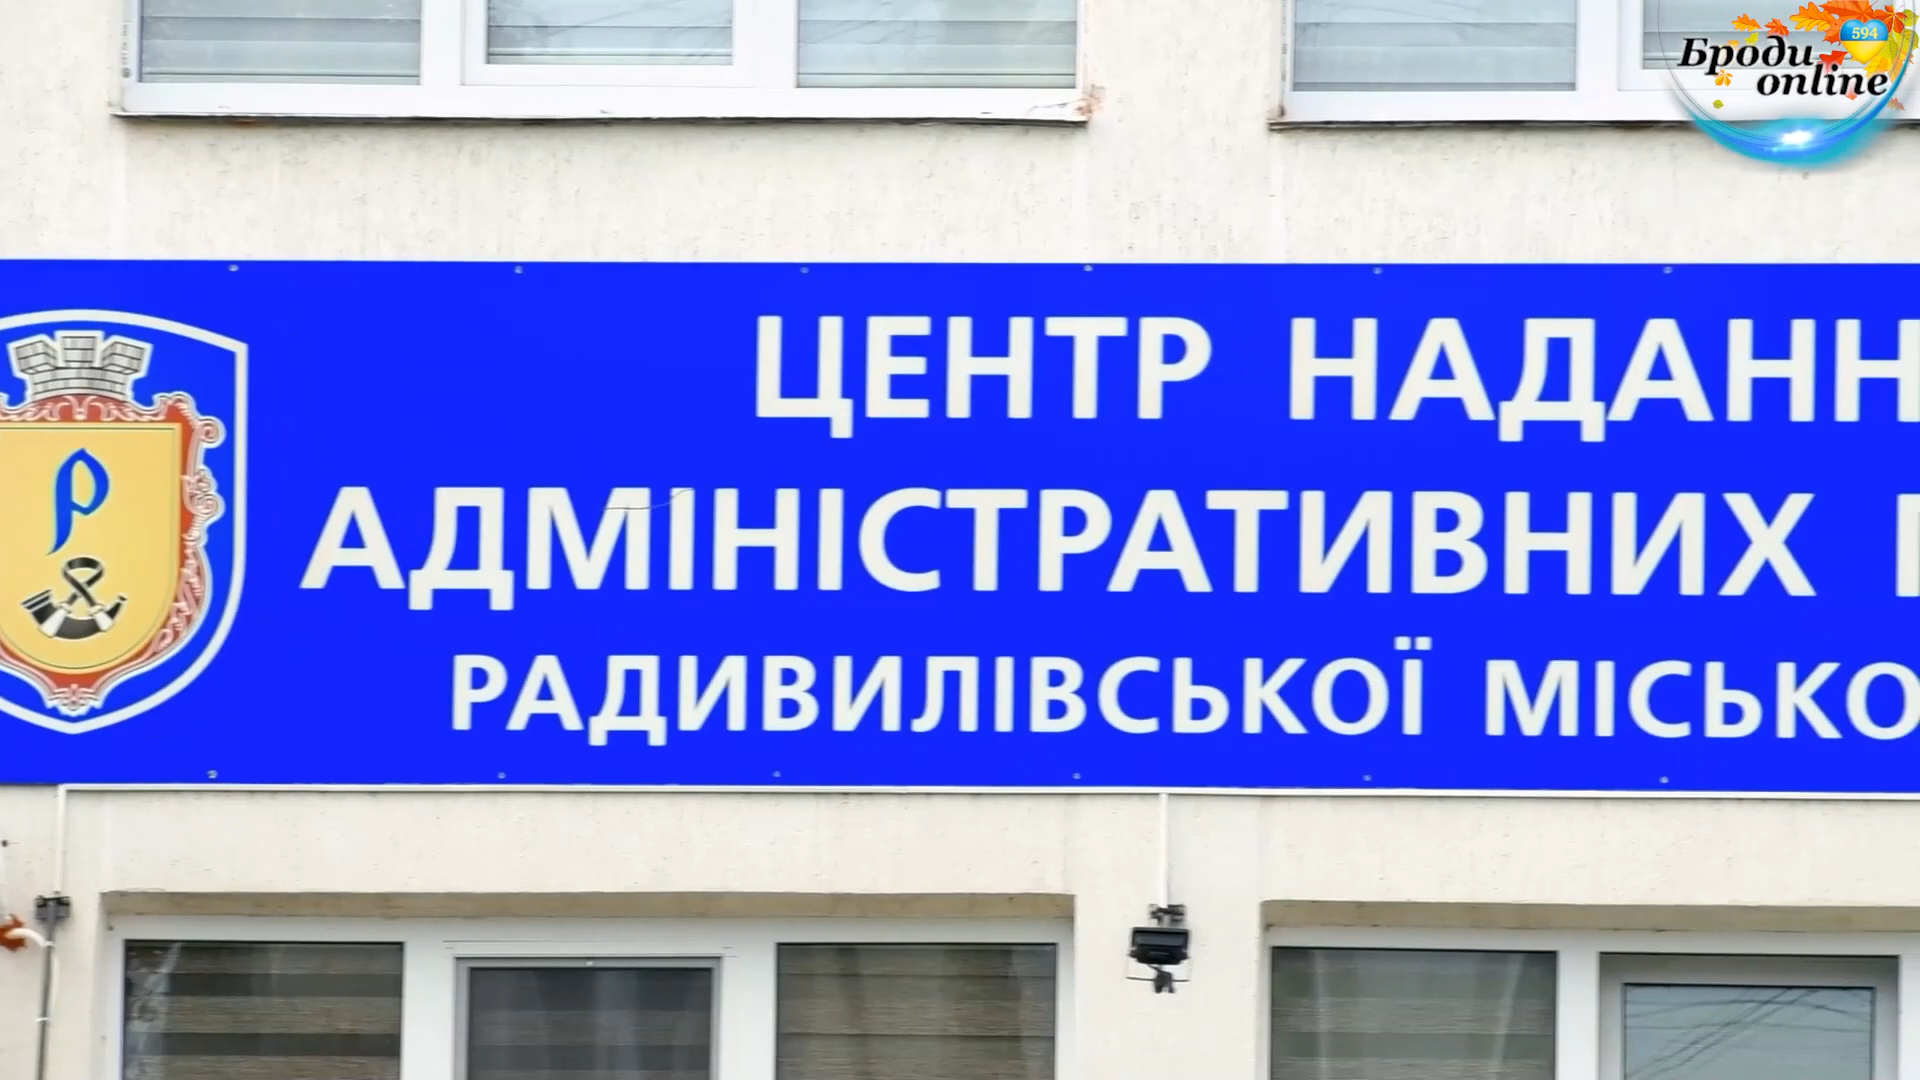 Броди
online
594
ЦЕНТР НАДАНН
АДМІНІСТРАТИВНИХ
РАДИВИЛІВСЬКОЇ МІСЬКО
Р